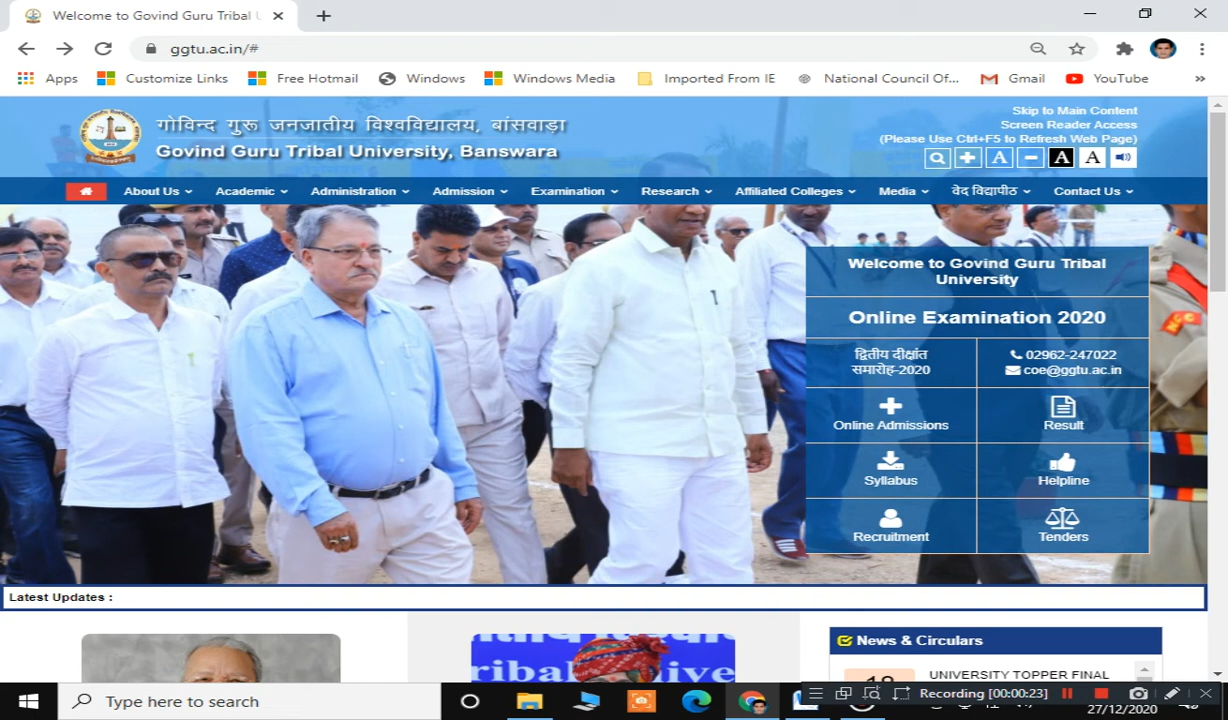 Welcome to Govind Guru Tribal U
ggtu.ac.in/#
Apps Customize Links Free Hotmail Windows Windows Media Imported From IE National Council Of... Gmail YouTube »
Skip to Main Content
Screen Reader Access
(Please Use Ctrl+F5 to Refresh Web Page)
A A A
गोविन्द गुरू जनजातीय विश्वविद्यालय, बांसवाड़ा
Govind Guru Tribal University, Banswara
About Us Academic Administration Admission Examination Research Affiliated Colleges Media वेद विद्यापीठ Contact Us
Welcome to Govind Guru Tribal
University
Online Examination 2020
द्वितीय दीक्षांत
समारोह-2020
02962-247022
coe@ggtu.ac.in
Online Admissions Result
Syllabus Helpline
Recruitment Tenders
Latest Updates :
News & Circulars
UNIVERSITY TOPPER FINAL
Type here to search
Recording [00:00:23]
27/12/2020